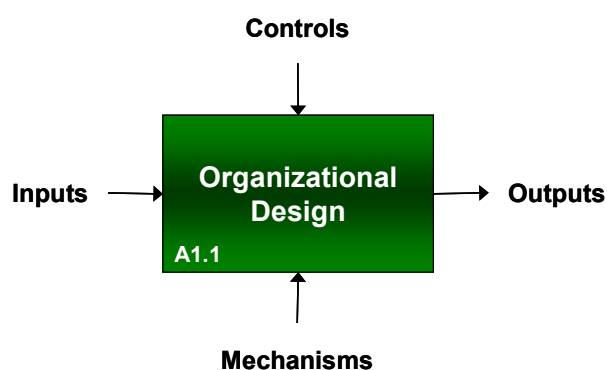 Controls
Inputs
Organizational
Design
Outputs
A1.1
Mechanisms